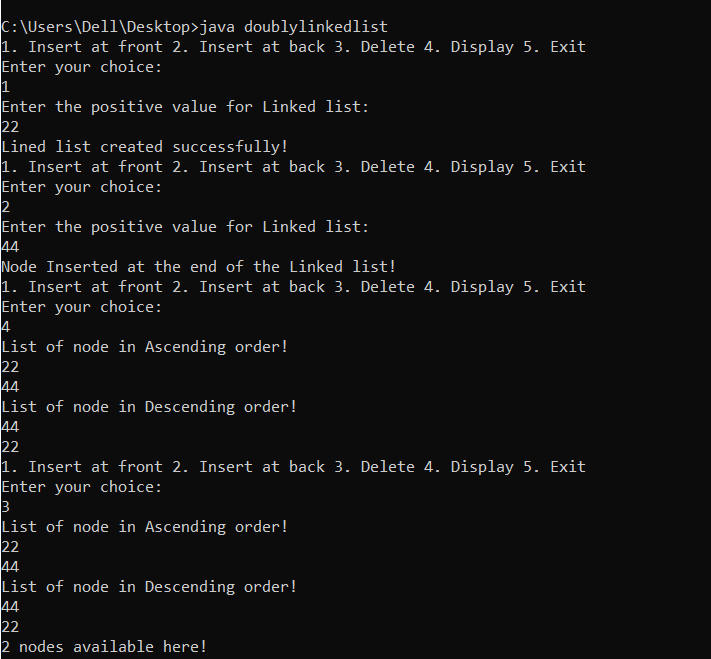 C:\Users\Dell\Desktop>java doublylinkedlist
1. Insert at front 2. Insert at back 3. Delete 4. Display 5. Exit
Enter your choice:
1
Enter the positive value for Linked list:
22
Lined list created successfully!
1. Insert at front 2. Insert at back 3. Delete 4. Display 5. Exit
Enter your choice:
2
Enter the positive value for Linked list:
44
Node Inserted at the end of the Linked list!
1. Insert at front 2. Insert at back 3. Delete 4. Display 5. Exit
Enter your choice:
4
List of node in Ascending order!
22
44
List of node in Descending order!
44
22
1. Insert at front 2. Insert at back 3. Delete 4. Display 5. Exit
Enter your choice:
3
List of node in Ascending order!
22
44
List of node in Descending order!
44
22
2 nodes available here!